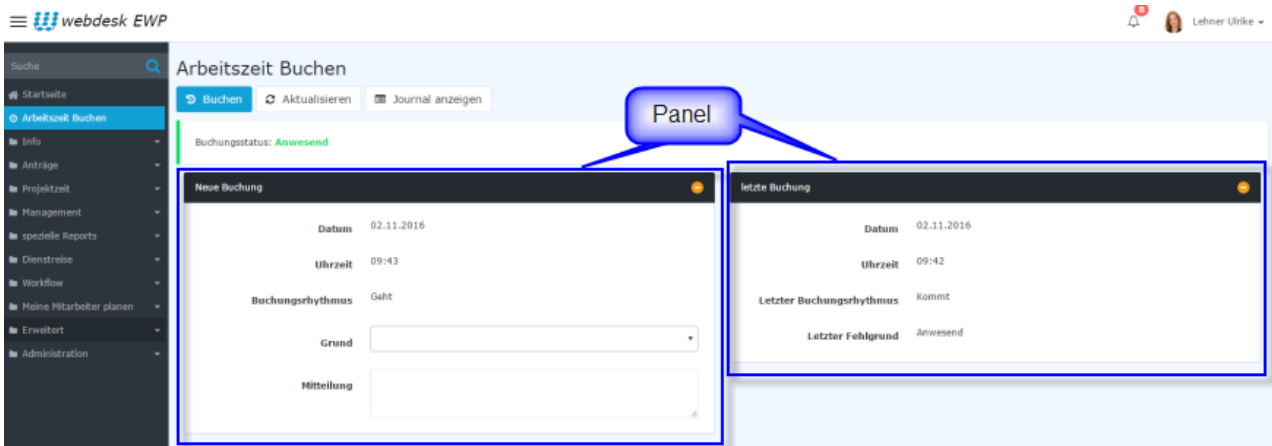 webdesk EWP
8
Lehner Ulrike
Suche
Startseite
Arbeitszeit Buchen
Info
Anträge
Projektzeit
Management
spezielle Reports
Dienstreise
Workflow
Meine Mitarbeiter planen
Erweitert
Administration
Arbeitszeit Buchen
Buchen Aktualisieren Journal anzeigen
Panel
Buchungsstatus: Anwesend
Neue Buchung
Datum 02.11.2016
Uhrzeit 09:43
Buchungsrhythmus Geht
Grund
Mitteilung
letzte Buchung
Datum 02.11.2016
Uhrzeit 09:42
Letzter Buchungsrhythmus Kommt
Letzter Fehlgrund Anwesend